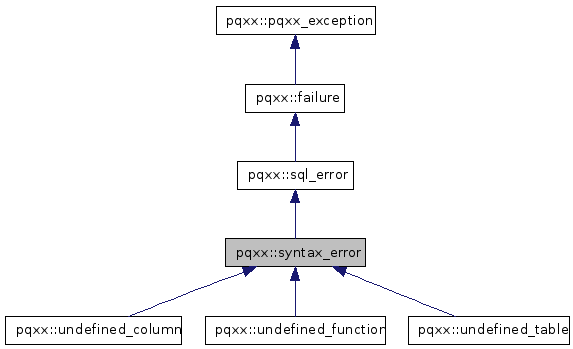 pqxx::pqxx_exception
pqxx::failure
pqxx::sql_error
pqxx::syntax_error
pqxx::undefined_column
pqxx::undefined_function
pqxx::undefined_table